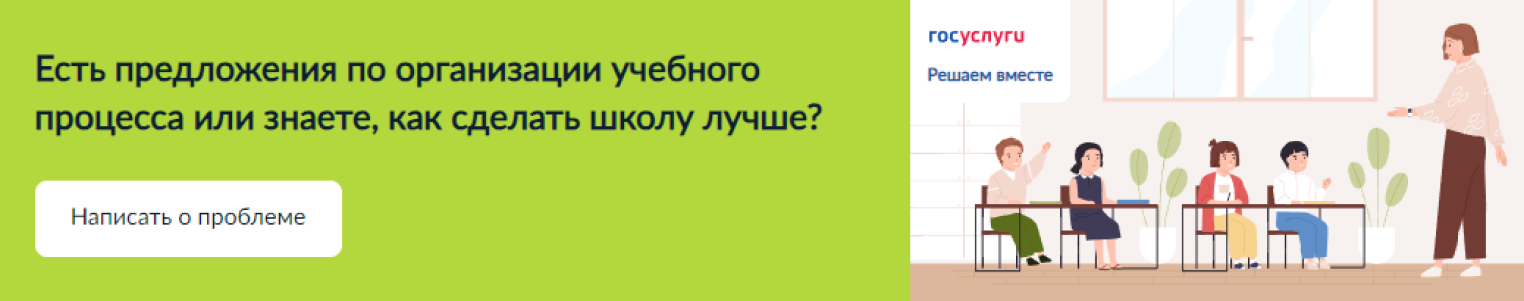 Есть предложения по организации учебного
процесса или знаете, как сделать школу лучше?
Написать о проблеме
госуслуги
Решаем вместе